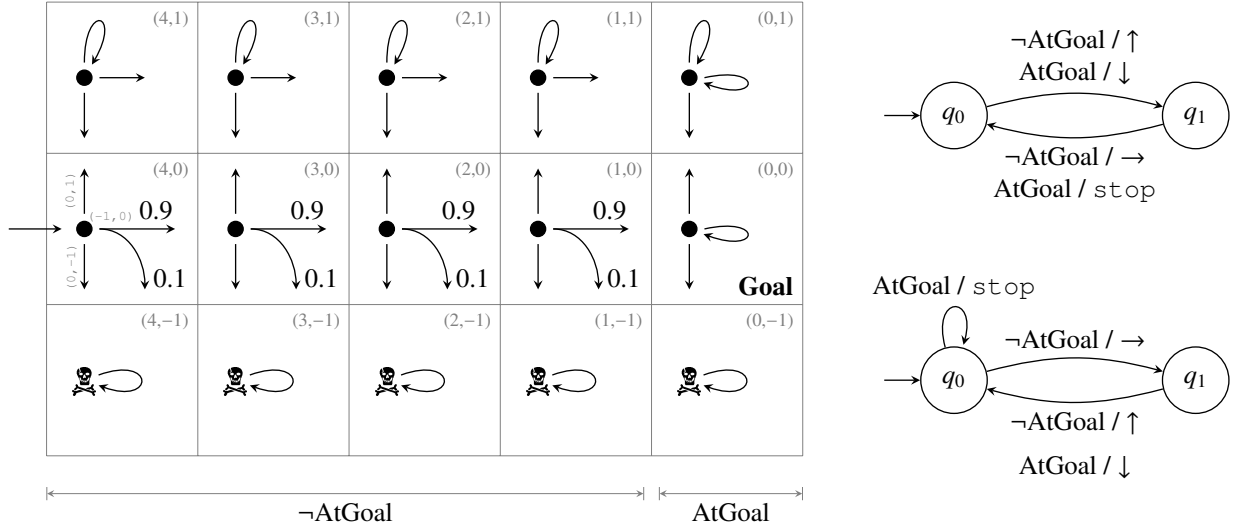 (4,1) (3,1) (2,1) (1,1) (0,1)
(4,0) (3,0) (2,0) (1,0) (0,0)
(0,1)
(-1,0)
0.9 0.9 0.9 0.9
(0,-1)
0.1 0.1 0.1 0.1 Goal
(4,−1) (3,−1) (2,−1) (1,−1) (0,−1)
¬AtGoal AtGoal
¬AtGoal / ↑
AtGoal / ↓
q0 q1
¬AtGoal / →
AtGoal / stop
AtGoal / stop
¬AtGoal / →
q0 q1
¬AtGoal / ↑
AtGoal / ↓